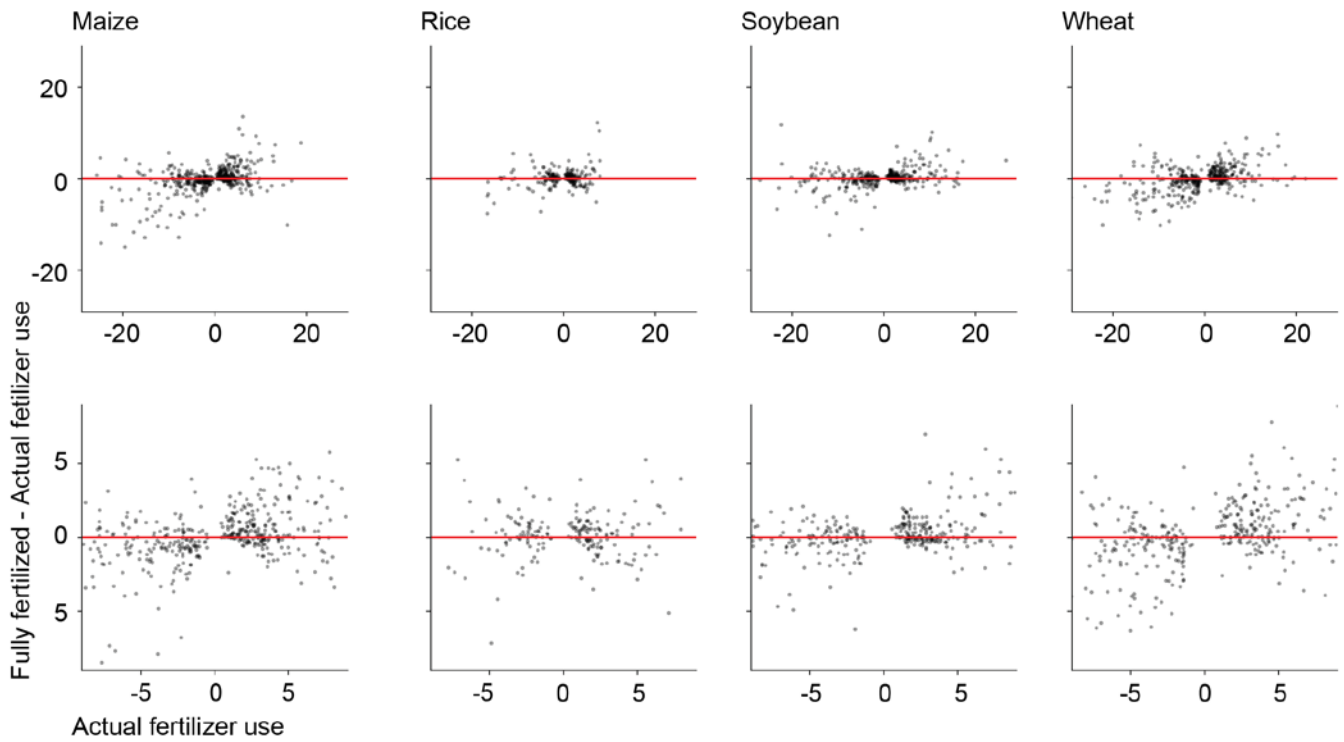 Maize Rice Soybean Wheat
20
0
-20
-20 0 20 -20 0 20 -20 0 20 -20 0 20
Fully fertilized - Actual fetilizer use
5
0
5
-5 0 5 -5 0 5 -5 0 5 -5 0 5
Actual fertilizer use